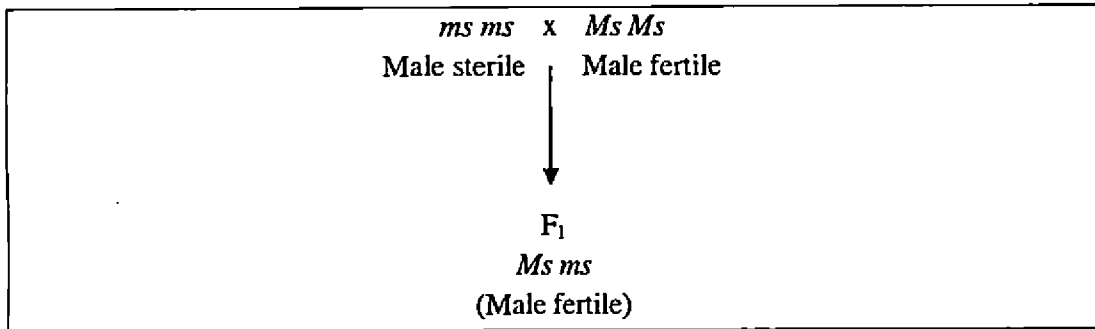 ms ms x Ms Ms
Male sterile Male fertile
F1
Ms ms
(Male fertile)